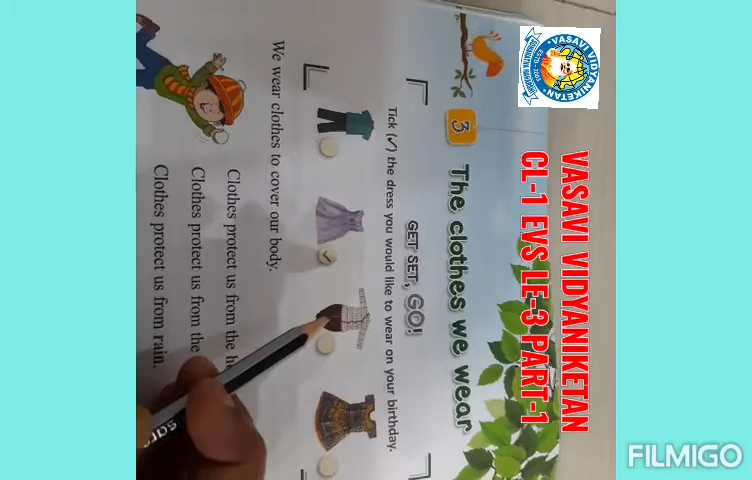 VASAVI VIDYANIKETAN
CL-1 EVS LE-3 PART-1
VASAVI VIDYANIKETAN
3 The clothes we wear
GET SET, GO!
Tick (✓) the dress you would like to wear on your birthday.
✓
We wear clothes to cover our body.
Clothes protect us from the h
Clothes protect us from the
Clothes protect us from rain.
FILMIGO